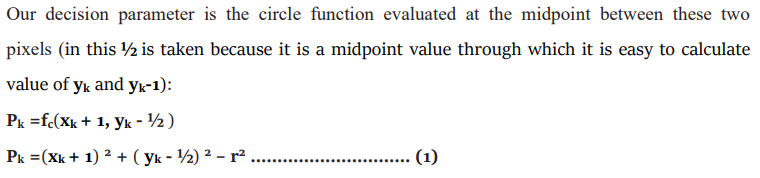 Our decision parameter is the circle function evaluated at the midpoint between these two
pixels (in this ½ is taken because it is a midpoint value through which it is easy to calculate
value of yₖ and yₖ-1):
Pₖ =f꜀(xₖ + 1, yₖ - ½ )
Pₖ =(xₖ + 1) ² + ( yₖ - ½) ² – r² ................................. (1)